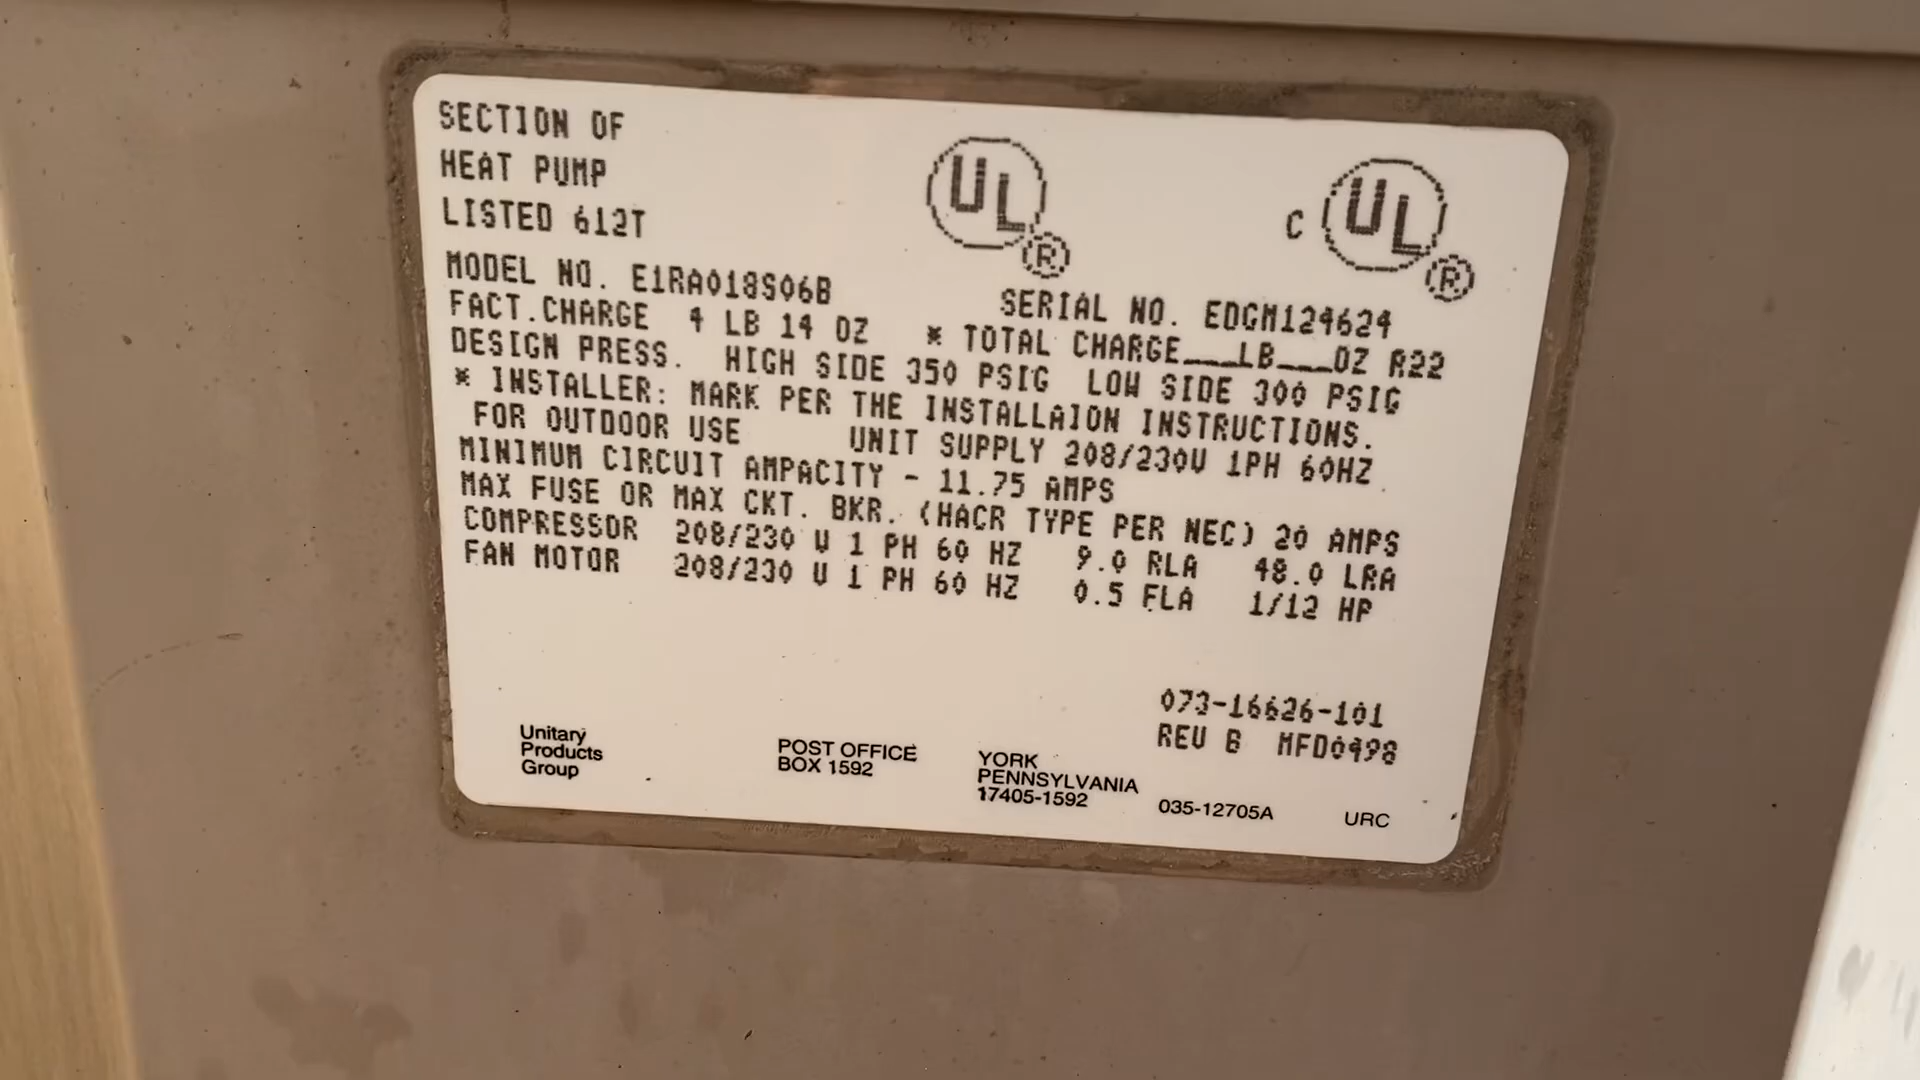 SECTION OF
HEAT PUMP
LISTED 612T
UL ®
C UL ®
MODEL NO. E1RA018S06B SERIAL NO. EDGM124624
FACT.CHARGE 4 LB 14 OZ * TOTAL CHARGE___LB___OZ R22
DESIGN PRESS. HIGH SIDE 350 PSIG LOW SIDE 300 PSIG
* INSTALLER: MARK PER THE INSTALLAION INSTRUCTIONS.
FOR OUTDOOR USE UNIT SUPPLY 208/230V 1PH 60HZ
MINIMUM CIRCUIT AMPACITY - 11.75 AMPS
MAX FUSE OR MAX CKT. BKR. (HACR TYPE PER NEC) 20 AMPS
COMPRESSOR 208/230 V 1 PH 60 HZ 9.0 RLA 48.0 LRA
FAN MOTOR 208/230 V 1 PH 60 HZ 0.5 FLA 1/12 HP
073-16626-101
REV B MFD0498
Unitary
Products
Group
POST OFFICE
BOX 1592
YORK
PENNSYLVANIA
17405-1592
035-12705A
URC